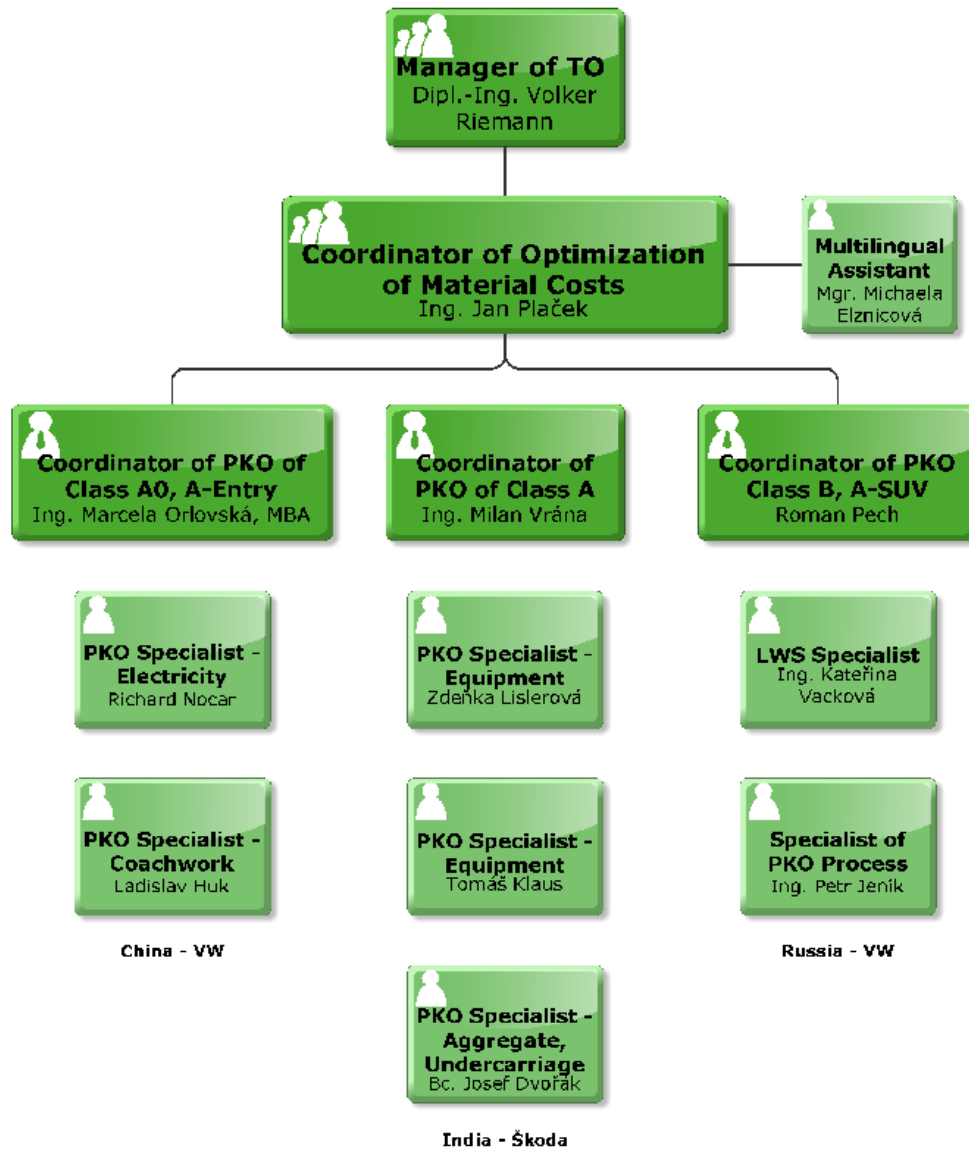 Manager of TO
Dipl.-Ing. Volker
Riemann
Coordinator of Optimization
of Material Costs
Ing. Jan Plaček
Multilingual
Assistant
Mgr. Michaela
Elznicová
Coordinator of PKO of
Class A0, A-Entry
Ing. Marcela Orlovská, MBA
Coordinator of
PKO of Class A
Ing. Milan Vrána
Coordinator of PKO
Class B, A-SUV
Roman Pech
PKO Specialist -
Electricity
Richard Nocar
PKO Specialist -
Equipment
Zdeňka Lislerová
LWS Specialist
Ing. Kateřina
Vacková
PKO Specialist -
Coachwork
Ladislav Huk
PKO Specialist -
Equipment
Tomáš Klaus
Specialist of
PKO Process
Ing. Petr Jeník
China - VW
Russia - VW
PKO Specialist -
Aggregate,
Undercarriage
Bc. Josef Dvořák
India - Škoda